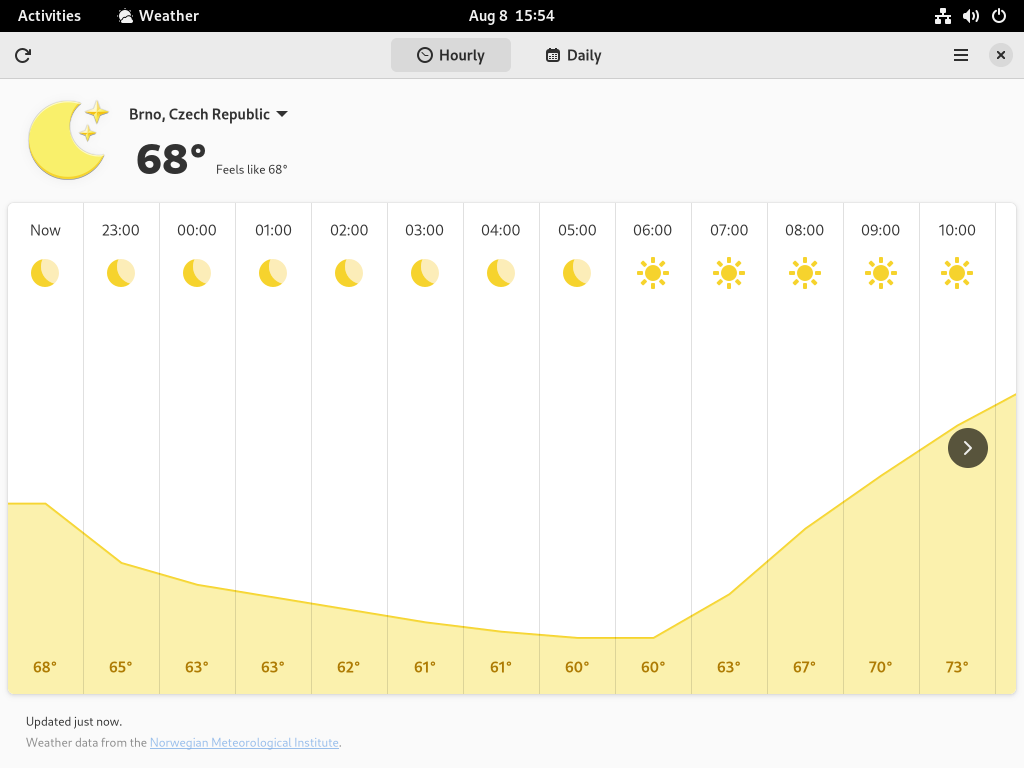 Activities Weather Aug 8 15:54
Hourly Daily
Brno, Czech Republic
68° Feels like 68°
Now 23:00 00:00 01:00 02:00 03:00 04:00 05:00 06:00 07:00 08:00 09:00 10:00
68° 65° 63° 63° 62° 61° 61° 60° 60° 63° 67° 70° 73°
Updated just now.
Weather data from the Norwegian Meteorological Institute.